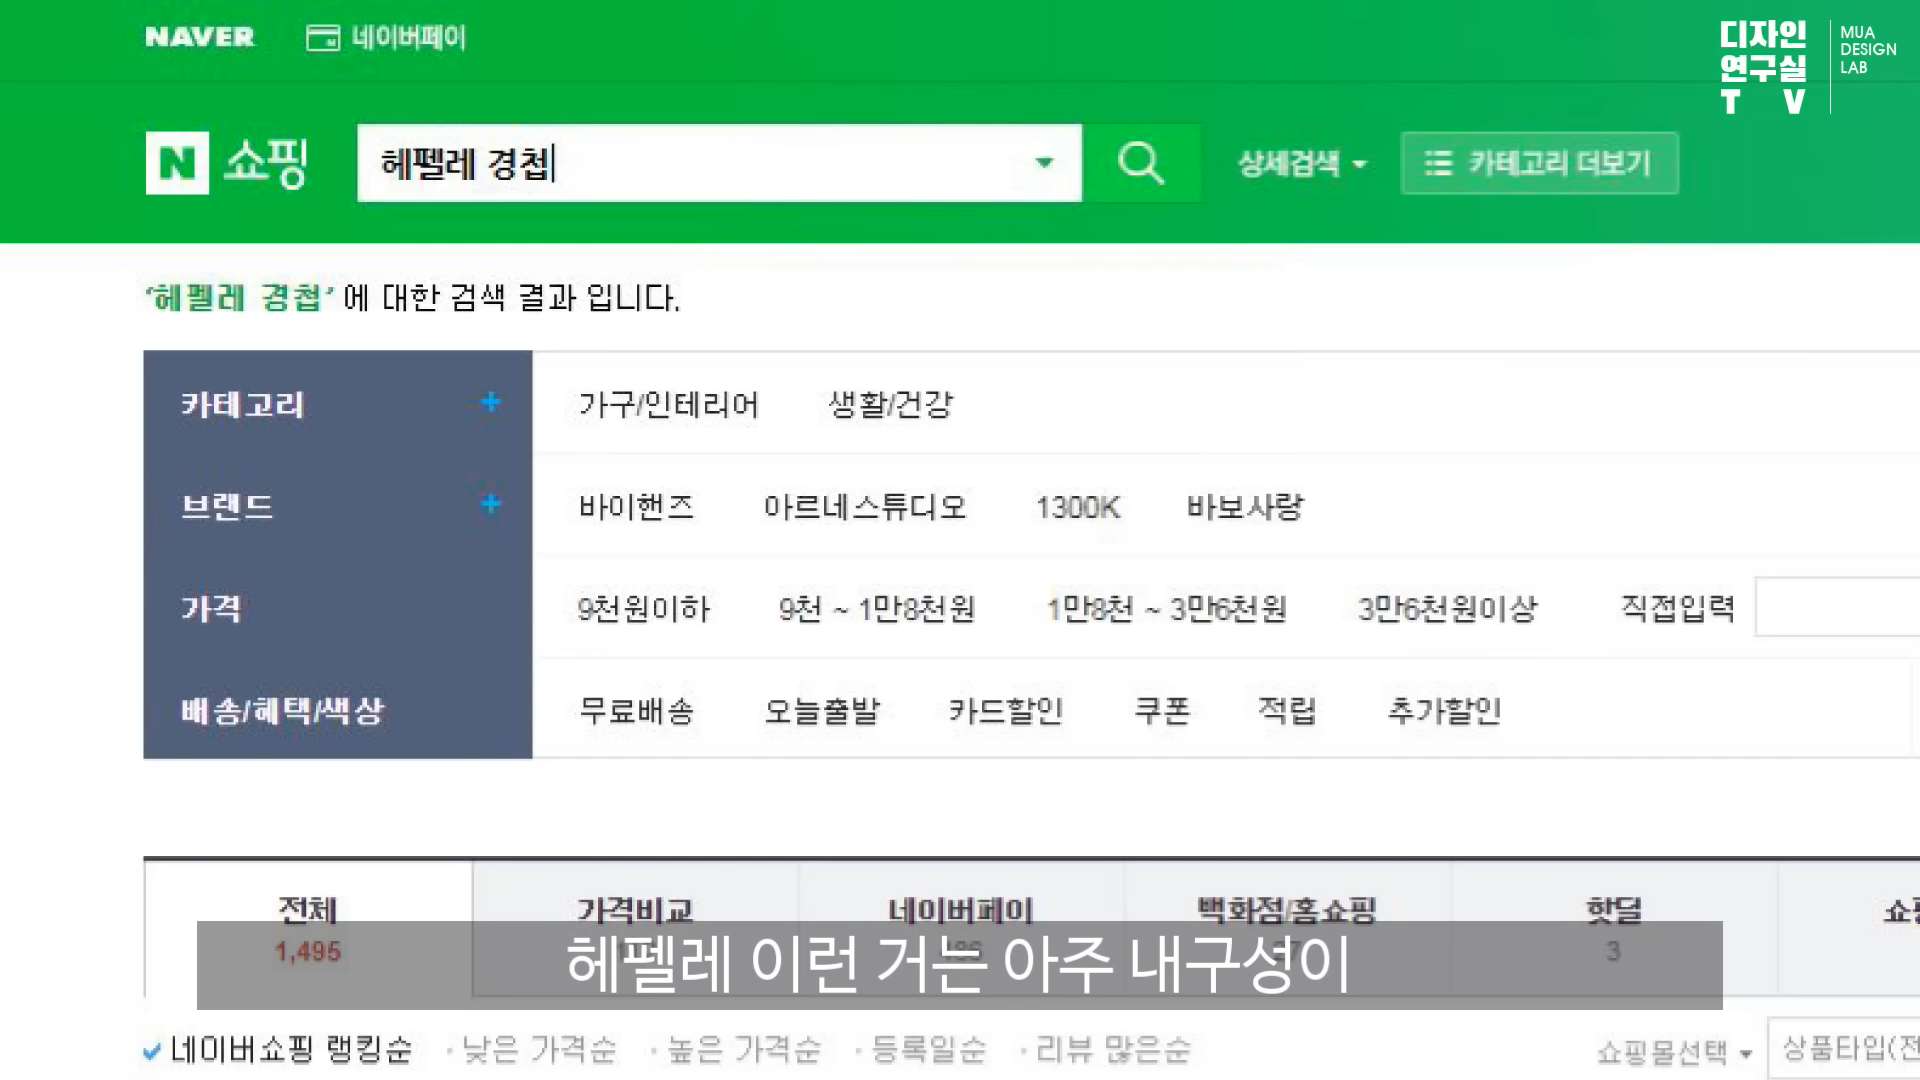 NAVER 네이버페이
디자인
연구실
T V
MUA
DESIGN
LAB
N 쇼핑 헤펠레 경첩 상세검색 카테고리 더보기
'헤펠레 경첩' 에 대한 검색 결과 입니다.
카테고리 + 가구/인테리어 생활/건강
브랜드 + 바이핸즈 아르네스튜디오 1300K 바보사랑
가격 9천원이하 9천 ~ 1만8천원 1만8천 ~ 3만6천원 3만6천원이상 직접입력
배송/혜택/색상 무료배송 오늘출발 카드할인 쿠폰 적립 추가할인
전체 가격비교 네이버페이 백화점/홈쇼핑 핫딜
1,495 3
헤펠레 이런 거는 아주 내구성이
네이버쇼핑 랭킹순 · 낮은 가격순 · 높은 가격순 · 등록일순 · 리뷰 많은순 쇼핑몰선택 상품타입(전